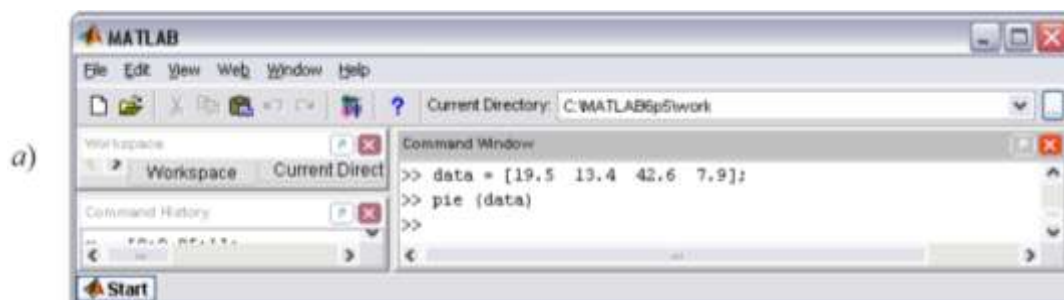 a)
MATLAB
File Edit View Web Window Help
? Current Directory: C:\MATLAB6p5\work
Workspace
Workspace Current Direct
Command History
Command Window
>> data = [19.5 13.4 42.6 7.9];
>> pie (data)
>>
Start